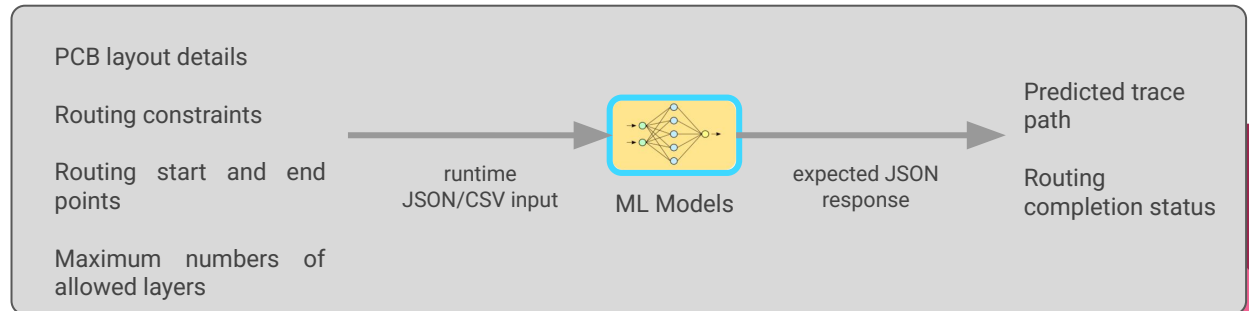 PCB layout details
Routing constraints
Routing start and end
points
Maximum numbers of
allowed layers
runtime
JSON/CSV input
ML Models
expected JSON
response
Predicted trace
path
Routing
completion status